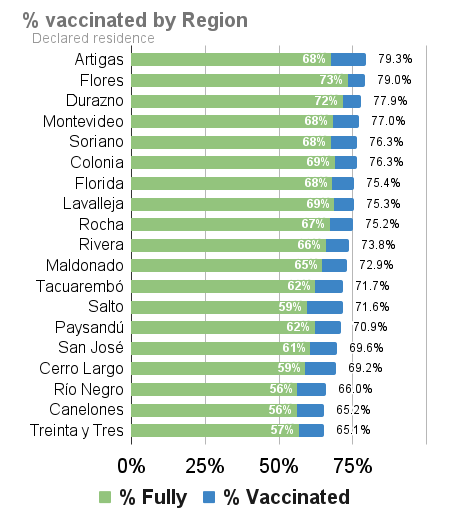 % vaccinated by Region
Declared residence
Artigas 68% 79.3%
Flores 73% 79.0%
Durazno 72% 77.9%
Montevideo 68% 77.0%
Soriano 68% 76.3%
Colonia 69% 76.3%
Florida 68% 75.4%
Lavalleja 69% 75.3%
Rocha 67% 75.2%
Rivera 66% 73.8%
Maldonado 65% 72.9%
Tacuarembó 62% 71.7%
Salto 59% 71.6%
Paysandú 62% 70.9%
San José 61% 69.6%
Cerro Largo 59% 69.2%
Río Negro 56% 66.0%
Canelones 56% 65.2%
Treinta y Tres 57% 65.1%
0% 25% 50% 75%
% Fully % Vaccinated